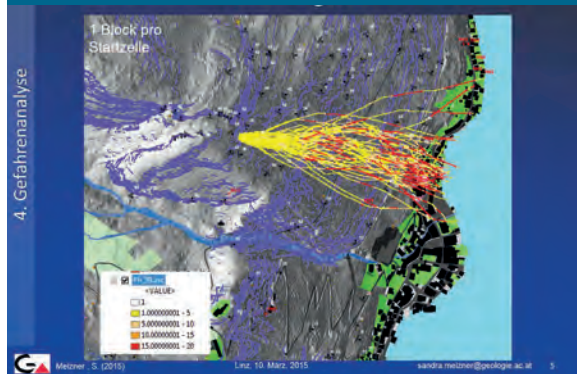 1 Block pro
Startzelle
4. Gefahrenanalyse
<VALUE>
1
1.000000001 - 5
5.000000001 - 10
10.00000001 - 15
15.00000001 - 20
G
Melzner , S. (2015)
Linz, 10. März, 2015
sandra.melzner@geologie.ac.at
5